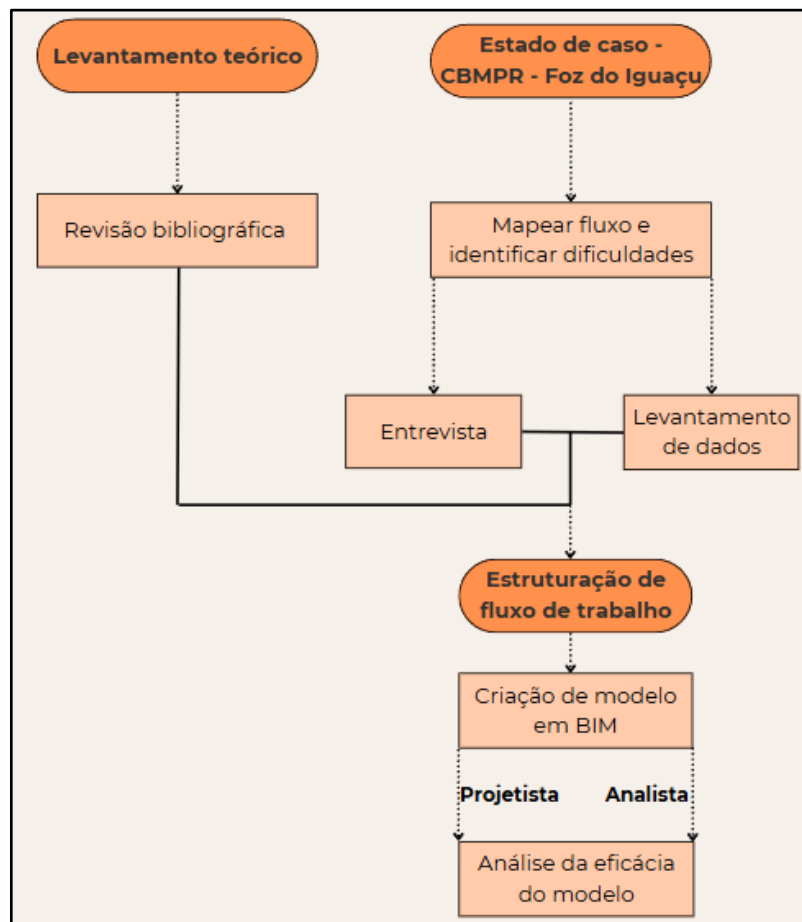 Levantamento teórico
Estado de caso -
CBMPR - Foz do Iguaçu
Revisão bibliográfica
Mapear fluxo e
identificar dificuldades
Entrevista
Levantamento
de dados
Estruturação de
fluxo de trabalho
Criação de modelo
em BIM
Projetista
Analista
Análise da eficácia
do modelo